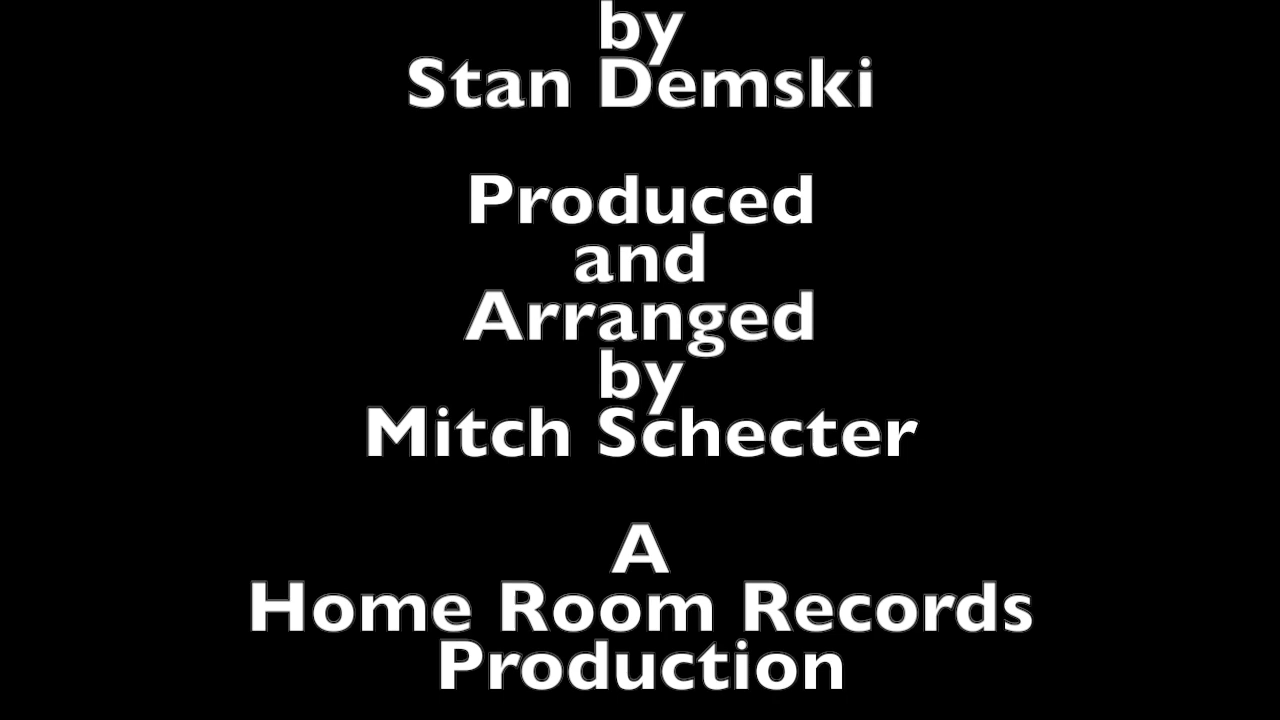 by
Stan Demski
Produced
and
Arranged
by
Mitch Schecter
A
Home Room Records
Production